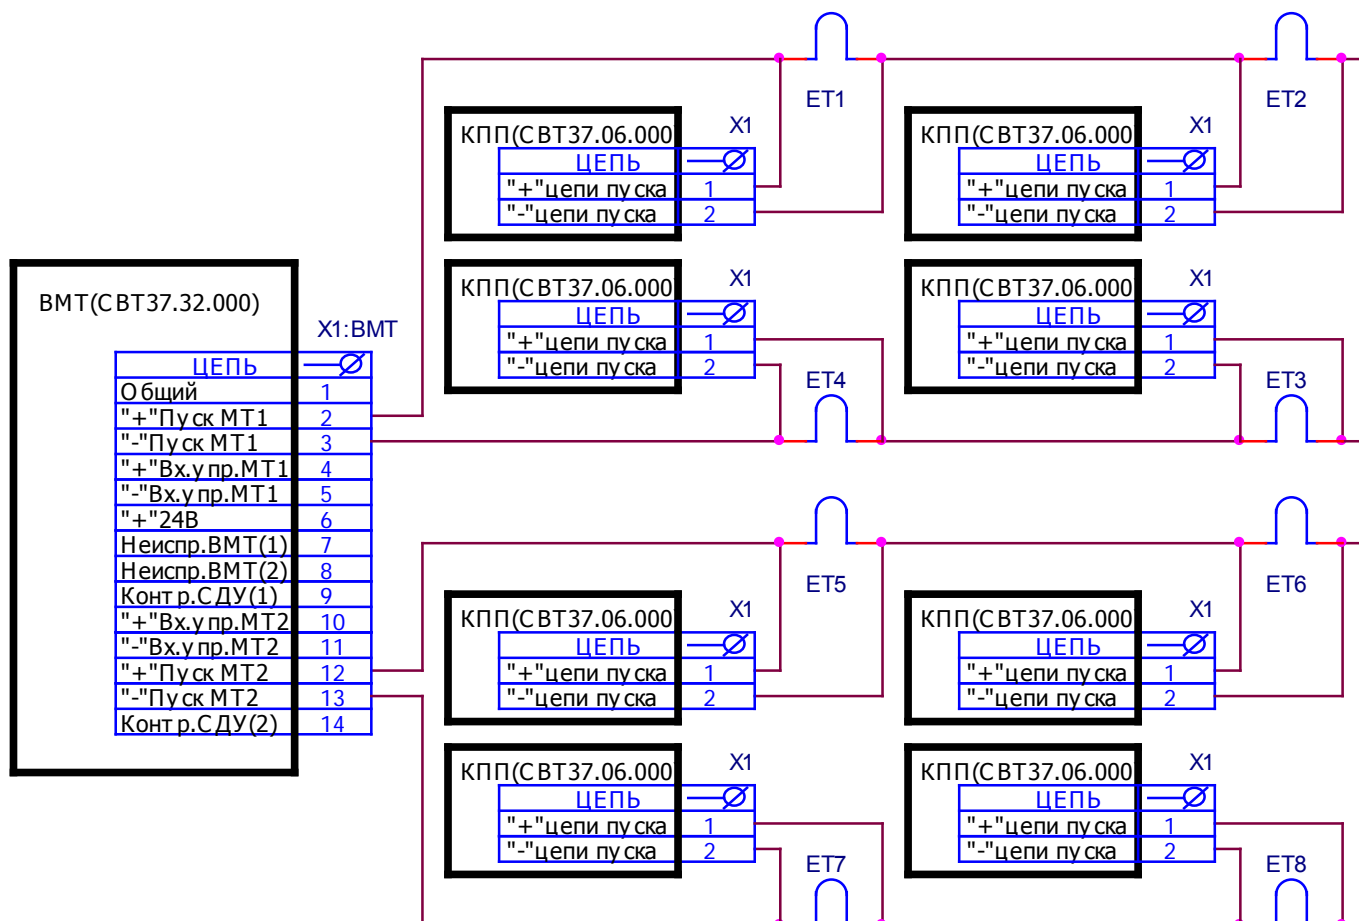 ET1
ET2
КПП(СВТ37.06.000
X1
ЦЕПЬ
"+"цепи пуска 1
"-"цепи пуска 2
КПП(СВТ37.06.000
X1
ЦЕПЬ
"+"цепи пуска 1
"-"цепи пуска 2
КПП(СВТ37.06.000
X1
ЦЕПЬ
"+"цепи пуска 1
"-"цепи пуска 2
ET4
КПП(СВТ37.06.000
X1
ЦЕПЬ
"+"цепи пуска 1
"-"цепи пуска 2
ET3
ВМТ(СВТ37.32.000)
X1:ВМТ
ЦЕПЬ
Общий 1
"+"Пуск МТ1 2
"-"Пуск МТ1 3
"+"Вх.упр.МТ1 4
"-"Вх.упр.МТ1 5
"+"24В 6
Неиспр.ВМТ(1) 7
Неиспр.ВМТ(2) 8
Контр.СДУ(1) 9
"+"Вх.упр.МТ2 10
"-"Вх.упр.МТ2 11
"+"Пуск МТ2 12
"-"Пуск МТ2 13
Контр.СДУ(2) 14
ET5
ET6
КПП(СВТ37.06.000
X1
ЦЕПЬ
"+"цепи пуска 1
"-"цепи пуска 2
КПП(СВТ37.06.000
X1
ЦЕПЬ
"+"цепи пуска 1
"-"цепи пуска 2
КПП(СВТ37.06.000
X1
ЦЕПЬ
"+"цепи пуска 1
"-"цепи пуска 2
ET7
КПП(СВТ37.06.000
X1
ЦЕПЬ
"+"цепи пуска 1
"-"цепи пуска 2
ET8